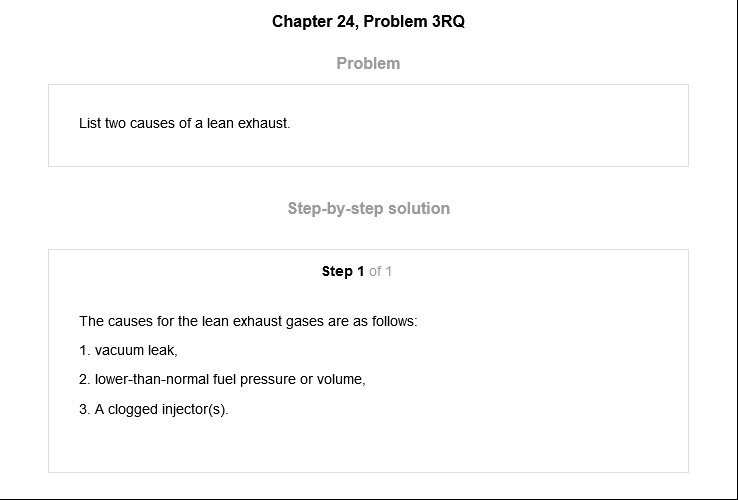 Chapter 24, Problem 3RQ
Problem
List two causes of a lean exhaust.
Step-by-step solution
Step 1 of 1
The causes for the lean exhaust gases are as follows:
1. vacuum leak,
2. lower-than-normal fuel pressure or volume,
3. A clogged injector(s).